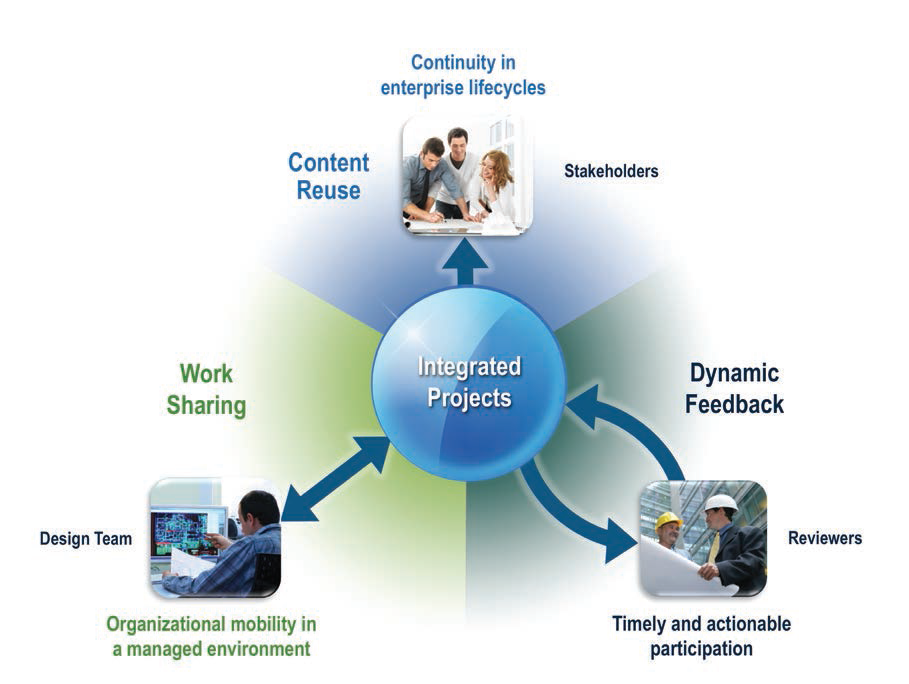 Continuity in
enterprise lifecycles
Content
Reuse
Stakeholders
Integrated
Projects
Work
Sharing
Dynamic
Feedback
Design Team
Reviewers
Organizational mobility in
a managed environment
Timely and actionable
participation